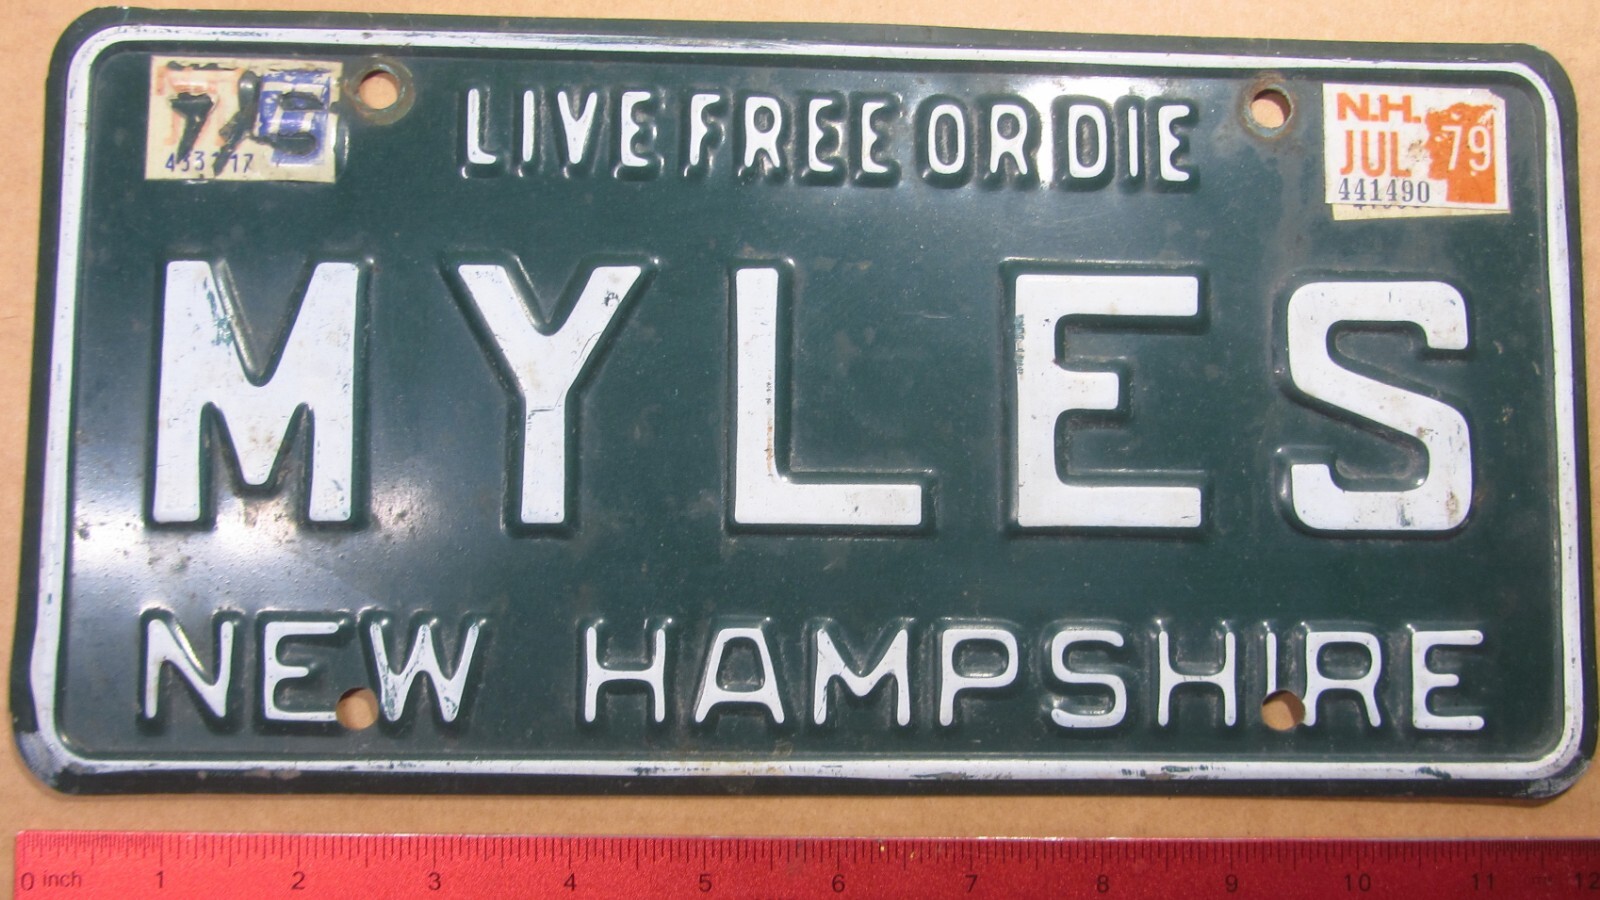 LIVE FREE OR DIE
N.H.
JUL 79
441490
MYLES
NEW HAMPSHIRE
0 inch 1 2 3 4 5 6 7 8 9 10 11 12